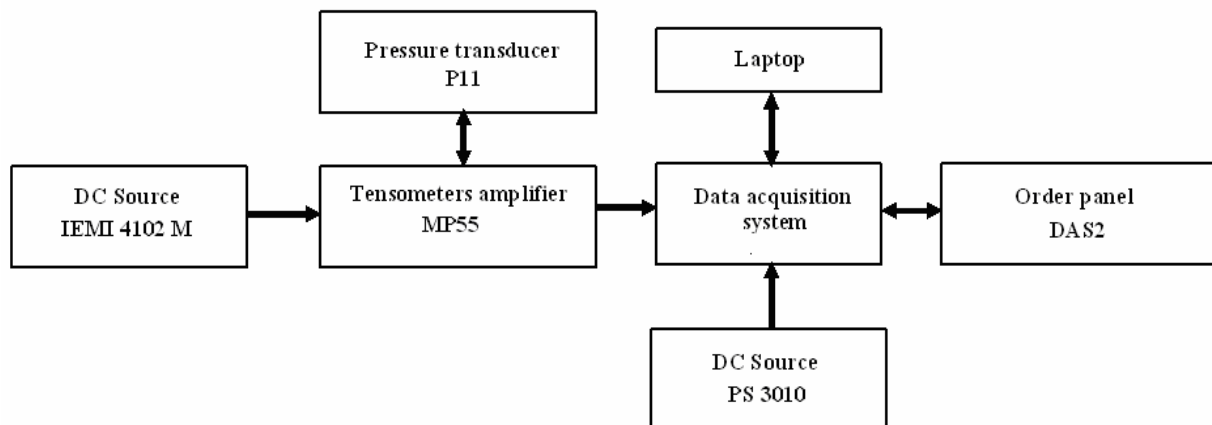 Pressure transducer
P11
Laptop
DC Source
IEMI 4102 M
Tensometers amplifier
MP55
Data acquisition
system
Order panel
DAS2
DC Source
PS 3010